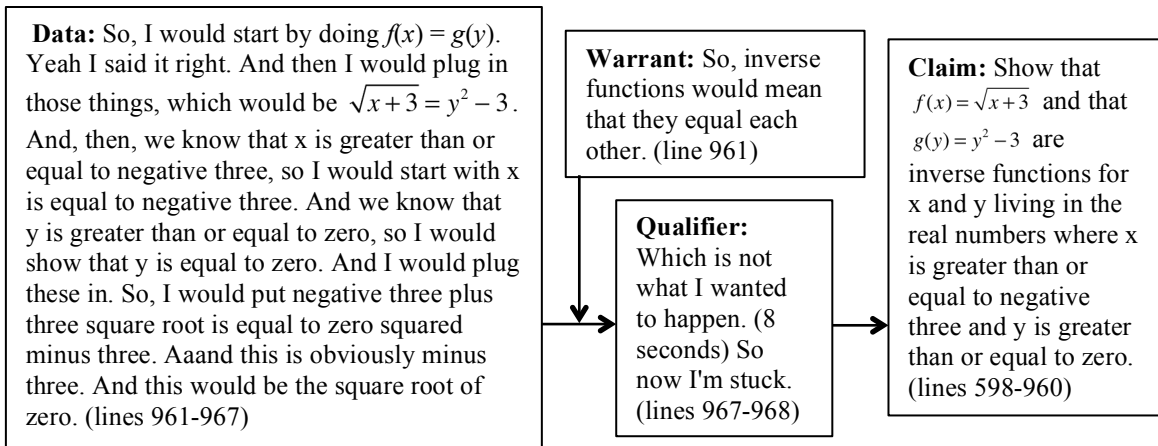 Data: So, I would start by doing f(x) = g(y).
Yeah I said it right. And then I would plug in
those things, which would be √x+3 = y² − 3.
And, then, we know that x is greater than or
equal to negative three, so I would start with x
is equal to negative three. And we know that
y is greater than or equal to zero, so I would
show that y is equal to zero. And I would plug
these in. So, I would put negative three plus
three square root is equal to zero squared
minus three. Aaand this is obviously minus
three. And this would be the square root of
zero. (lines 961-967)
Warrant: So, inverse
functions would mean
that they equal each
other. (line 961)
Qualifier:
Which is not
what I wanted
to happen. (8
seconds) So
now I'm stuck.
(lines 967-968)
Claim: Show that
f(x) = √x+3 and that
g(y) = y² − 3 are
inverse functions for
x and y living in the
real numbers where x
is greater than or
equal to negative
three and y is greater
than or equal to zero.
(lines 598-960)